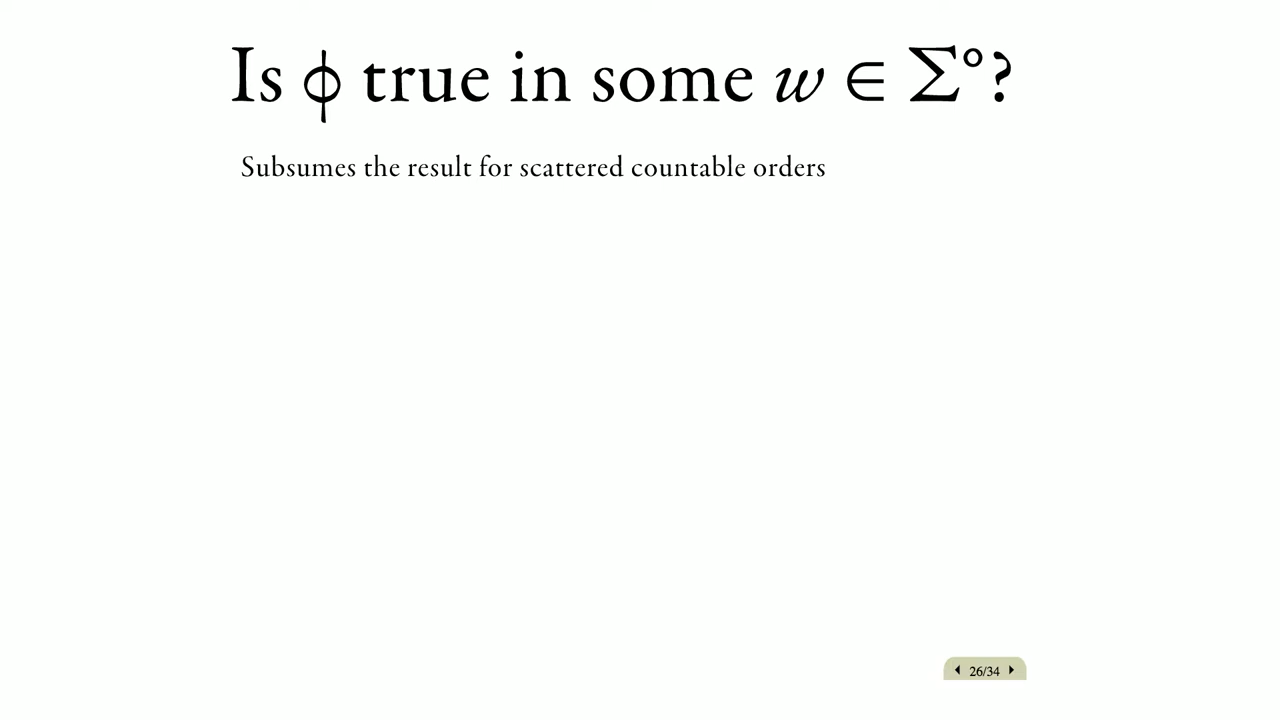 Is ϕ true in some w ∈ Σ°?
Subsumes the result for scattered countable orders
26/34